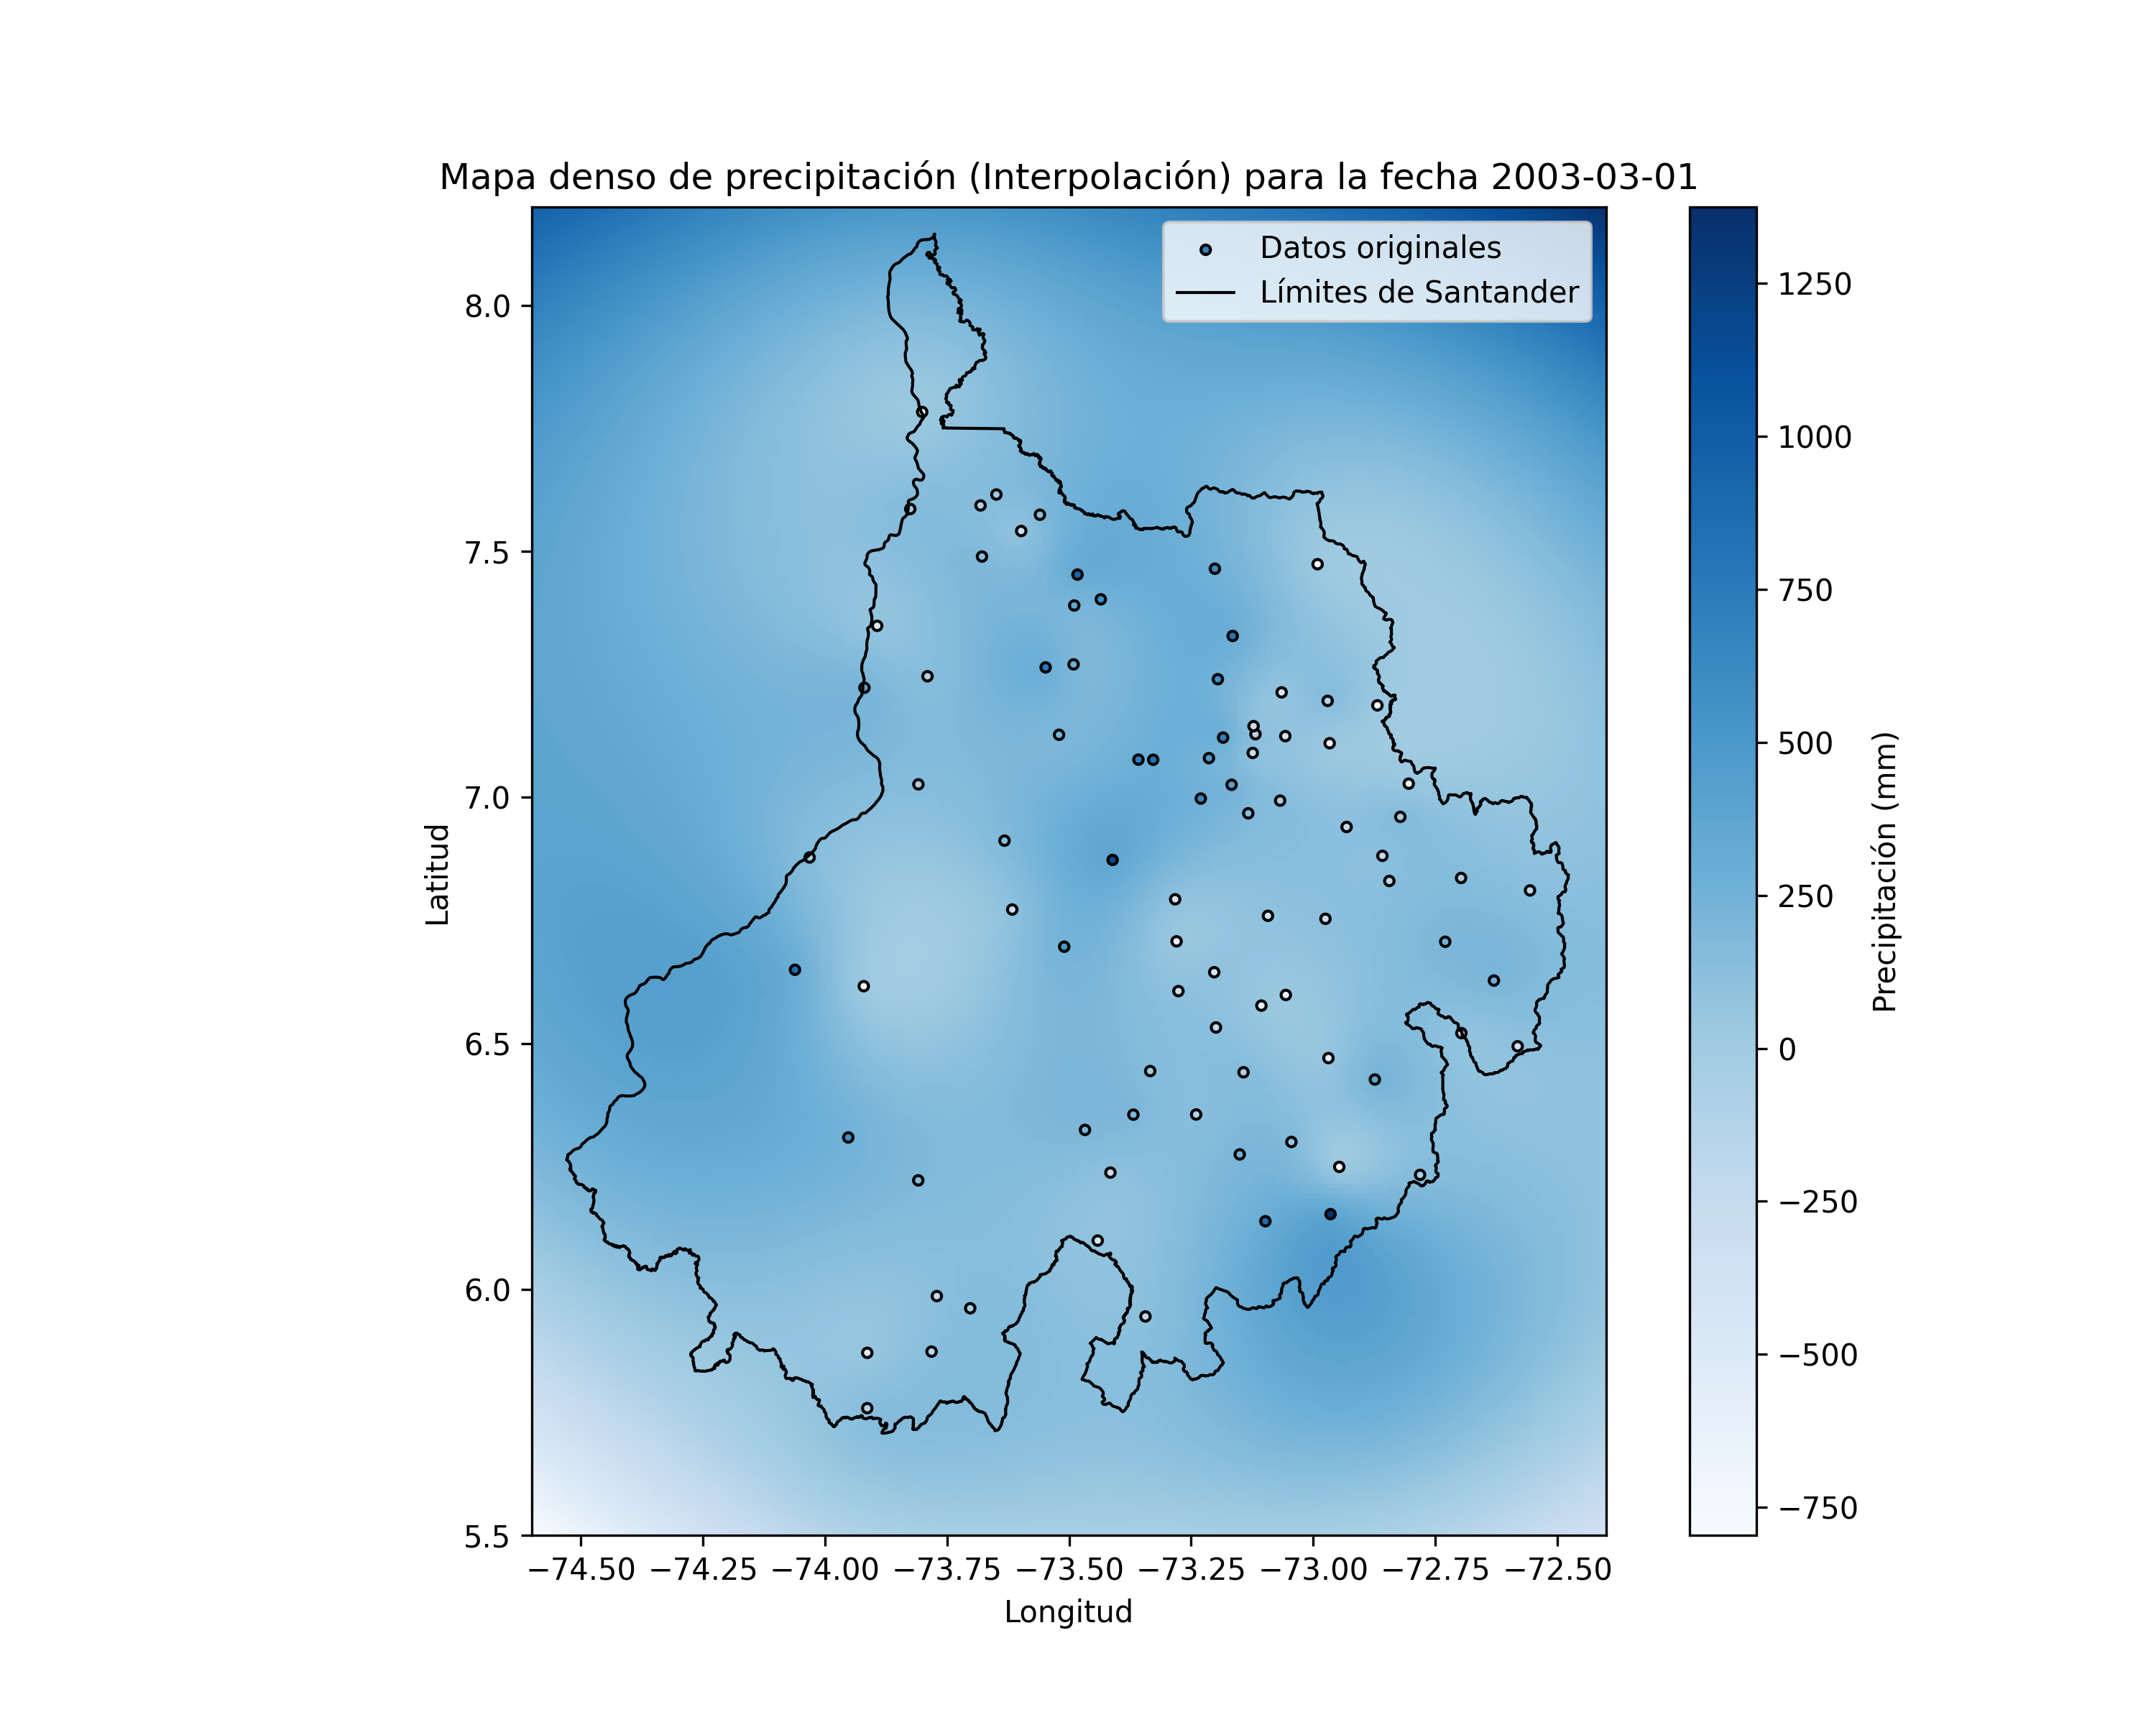 Mapa denso de precipitación (Interpolación) para la fecha 2003-03-01
Datos originales
Límites de Santander
8.0
7.5
7.0
6.5
6.0
5.5
Latitud
−74.50 −74.25 −74.00 −73.75 −73.50 −73.25 −73.00 −72.75 −72.50
Longitud
1250
1000
750
500
250
0
−250
−500
−750
Precipitación (mm)